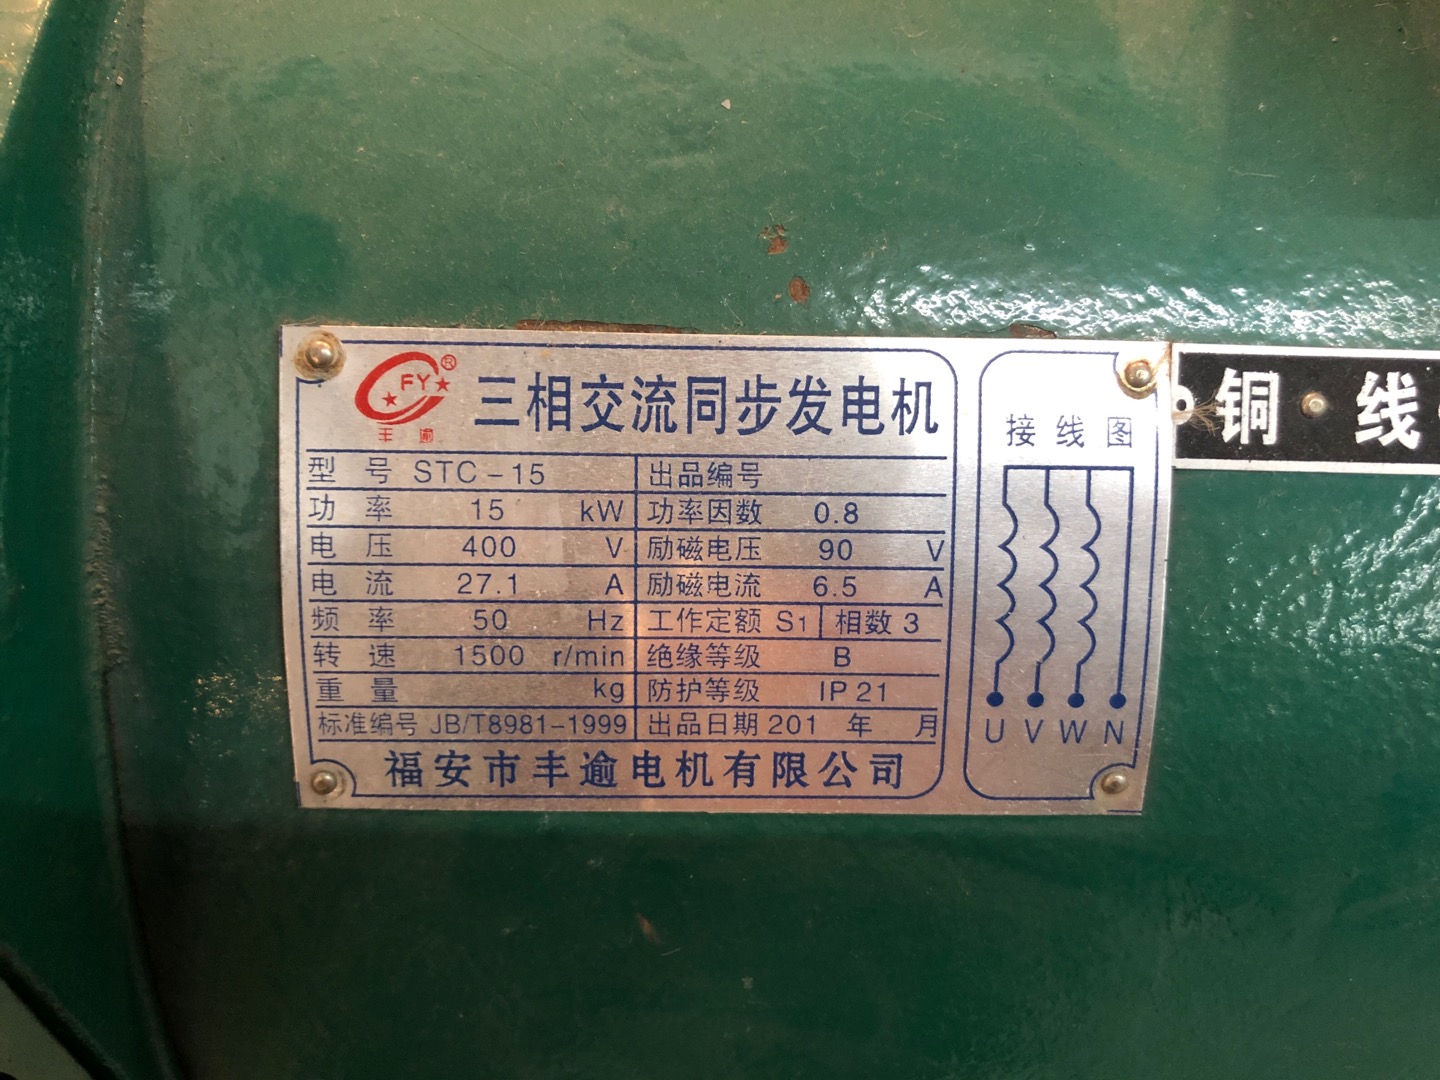 FY®
丰逾
三相交流同步发电机
型号 STC-15 出品编号
功率 15 kW 功率因数 0.8
电压 400 V 励磁电压 90 V
电流 27.1 A 励磁电流 6.5 A
频率 50 Hz 工作定额 S1 相数 3
转速 1500 r/min 绝缘等级 B
重量 kg 防护等级 IP21
标准编号 JB/T8981-1999 出品日期 201 年 月
福安市丰逾电机有限公司
接线图
U V W N
铜·线